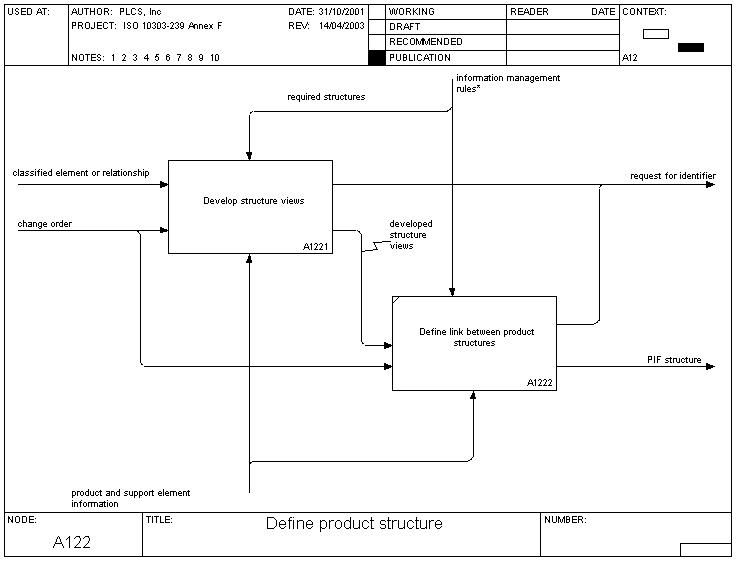 USED AT:
AUTHOR: PLCS, Inc
DATE: 31/10/2001
PROJECT: ISO 10303-239 Annex F
REV: 14/04/2003
NOTES: 1 2 3 4 5 6 7 8 9 10
WORKING
DRAFT
RECOMMENDED
PUBLICATION
READER
DATE
CONTEXT:
A12
information management
rules*
required structures
classified element or relationship
Develop structure views
A1221
request for identifier
change order
developed
structure
views
Define link between product
structures
A1222
PIF structure
product and support element
information
NODE:
A122
TITLE:
Define product structure
NUMBER: